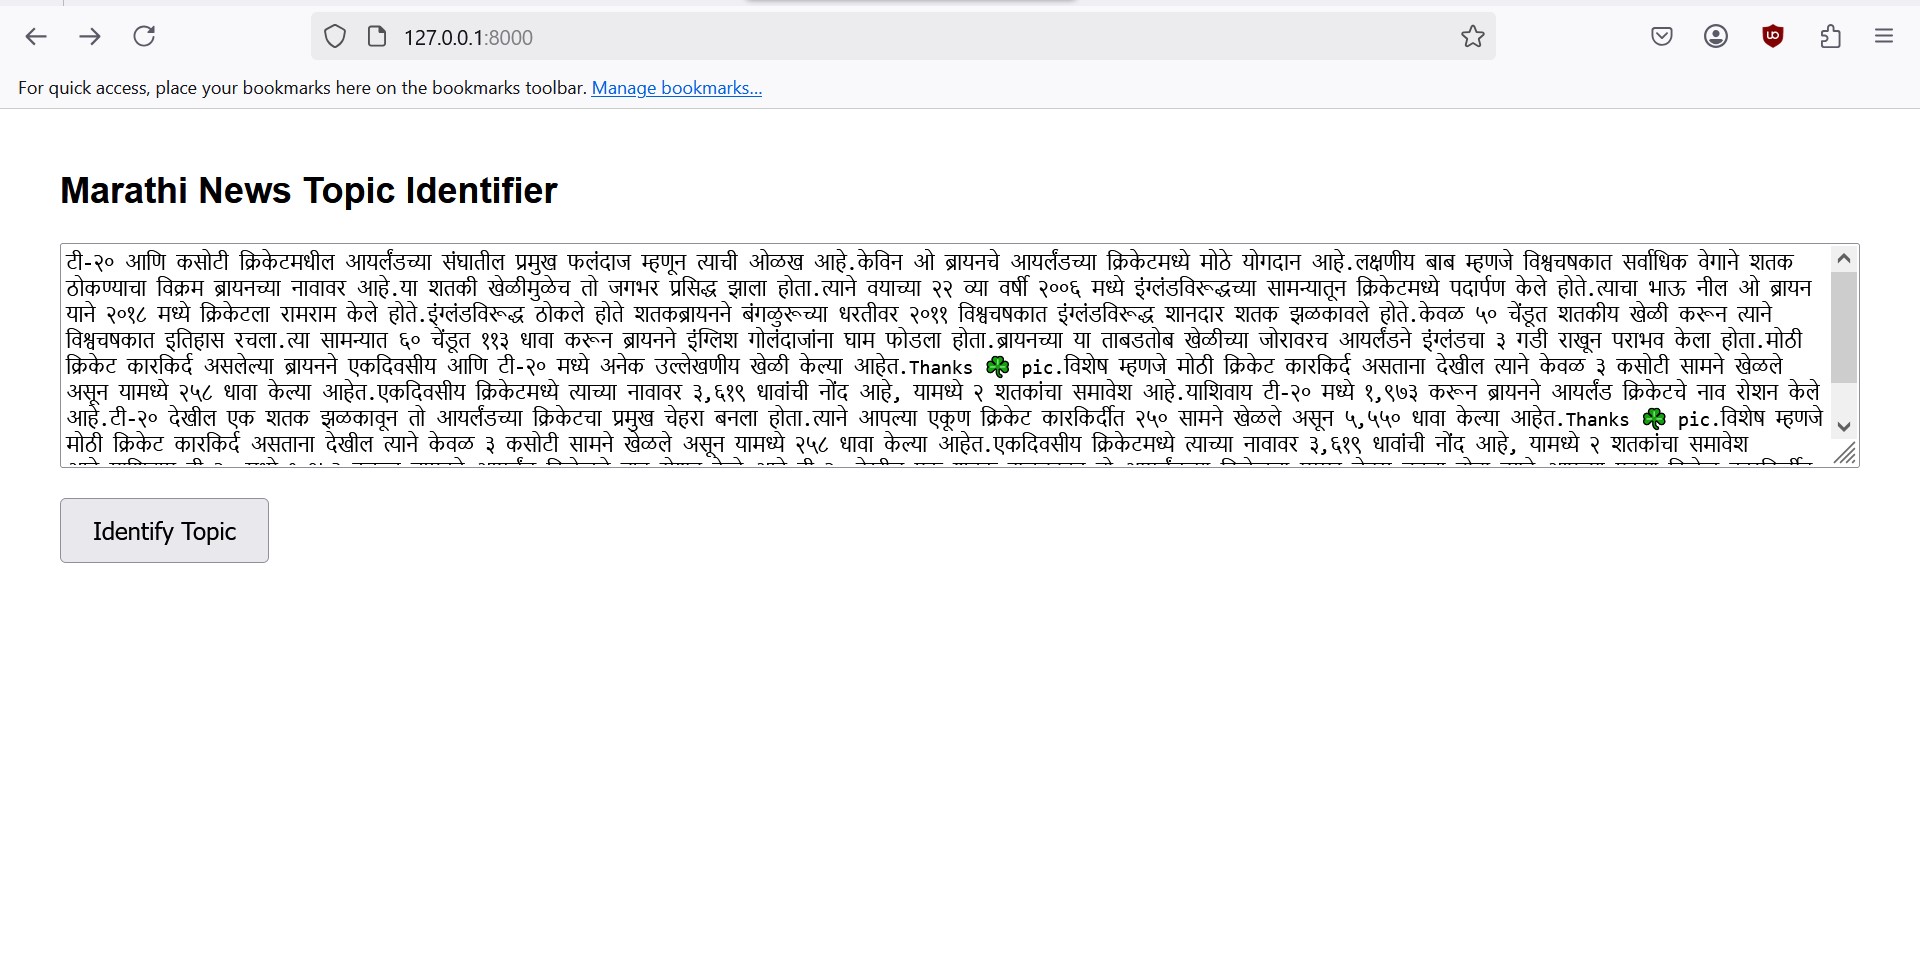 127.0.0.1:8000
For quick access, place your bookmarks here on the bookmarks toolbar. Manage bookmarks...
Marathi News Topic Identifier
टी-२० आणि कसोटी क्रिकेटमधील आयर्लंडच्या संघातील प्रमुख फलंदाज म्हणून त्याची ओळख आहे.केविन ओ ब्रायनचे आयर्लंडच्या क्रिकेटमध्ये मोठे योगदान आहे.लक्षणीय बाब म्हणजे विश्वचषकात सर्वाधिक वेगाने शतक
ठोकण्याचा विक्रम ब्रायनच्या नावावर आहे.या शतकी खेळीमुळेच तो जगभर प्रसिद्ध झाला होता.त्याने वयाच्या २२ व्या वर्षी २००६ मध्ये इंग्लंडविरूद्धच्या सामन्यातून क्रिकेटमध्ये पदार्पण केले होते.त्याचा भाऊ नील ओ ब्रायन
याने २०१८ मध्ये क्रिकेटला रामराम केले होते.इंग्लंडविरूद्ध ठोकले होते शतकब्रायनने बंगळुरूच्या धरतीवर २०११ विश्वचषकात इंग्लंडविरूद्ध शानदार शतक झळकावले होते.केवळ ५० चेंडूत शतकीय खेळी करून त्याने
विश्वचषकात इतिहास रचला.त्या सामन्यात ६० चेंडूत ११३ धावा करून ब्रायनने इंग्लिश गोलंदाजांना घाम फोडला होता.ब्रायनच्या या ताबडतोब खेळीच्या जोरावरच आयर्लंडने इंग्लंडचा ३ गडी राखून पराभव केला होता.मोठी
क्रिकेट कारकिर्द असलेल्या ब्रायनने एकदिवसीय आणि टी-२० मध्ये अनेक उल्लेखणीय खेळी केल्या आहेत.Thanks ☘️ pic.विशेष म्हणजे मोठी क्रिकेट कारकिर्द असताना देखील त्याने केवळ ३ कसोटी सामने खेळले
असून यामध्ये २५८ धावा केल्या आहेत.एकदिवसीय क्रिकेटमध्ये त्याच्या नावावर ३,६१९ धावांची नोंद आहे, यामध्ये २ शतकांचा समावेश आहे.याशिवाय टी-२० मध्ये १,९७३ करून ब्रायनने आयर्लंड क्रिकेटचे नाव रोशन केले
आहे.टी-२० देखील एक शतक झळकावून तो आयर्लंडच्या क्रिकेटचा प्रमुख चेहरा बनला होता.त्याने आपल्या एकूण क्रिकेट कारकिर्दीत २५० सामने खेळले असून ५,५५० धावा केल्या आहेत.Thanks ☘️ pic.विशेष म्हणजे
मोठी क्रिकेट कारकिर्द असताना देखील त्याने केवळ ३ कसोटी सामने खेळले असून यामध्ये २५८ धावा केल्या आहेत.एकदिवसीय क्रिकेटमध्ये त्याच्या नावावर ३,६१९ धावांची नोंद आहे, यामध्ये २ शतकांचा समावेश
Identify Topic